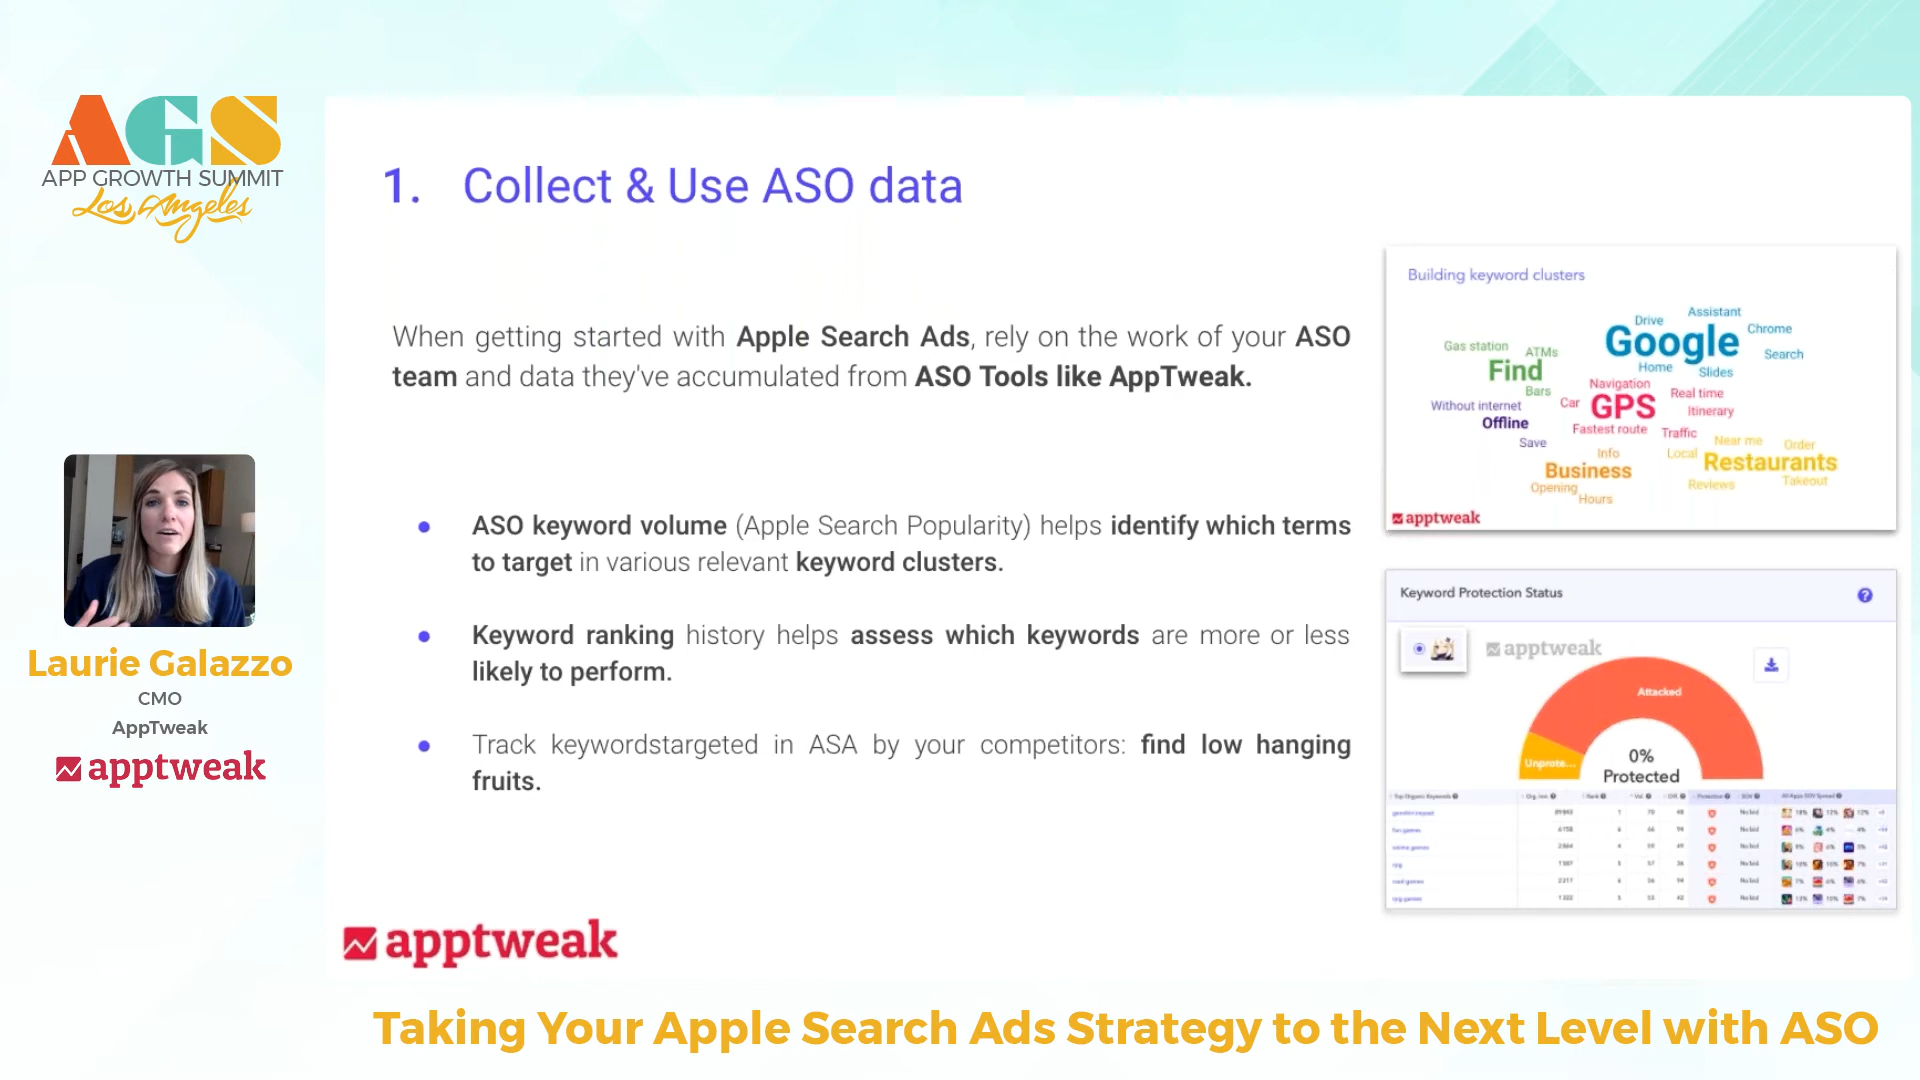 AGS
APP GROWTH SUMMIT
Los Angeles
Laurie Galazzo
CMO
AppTweak
apptweak
1. Collect & Use ASO data
When getting started with Apple Search Ads, rely on the work of your ASO
team and data they've accumulated from ASO Tools like AppTweak.
ASO keyword volume (Apple Search Popularity) helps identify which terms
to target in various relevant keyword clusters.
Keyword ranking history helps assess which keywords are more or less
likely to perform.
Track keywordstargeted in ASA by your competitors: find low hanging
fruits.
apptweak
Building keyword clusters
Drive Assistant
Google Chrome
Search
Home Slides
Gas station ATMs
Find
Bars
Navigation
Car GPS Real time
Itinerary
Fastest route Traffic
Without internet
Offline
Save
Near me Order
Local Restaurants
Reviews Takeout
Info
Business
Opening
Hours
apptweak
Keyword Protection Status
?
apptweak
Attacked
Unprote...
0%
Protected
Taking Your Apple Search Ads Strategy to the Next Level with ASO